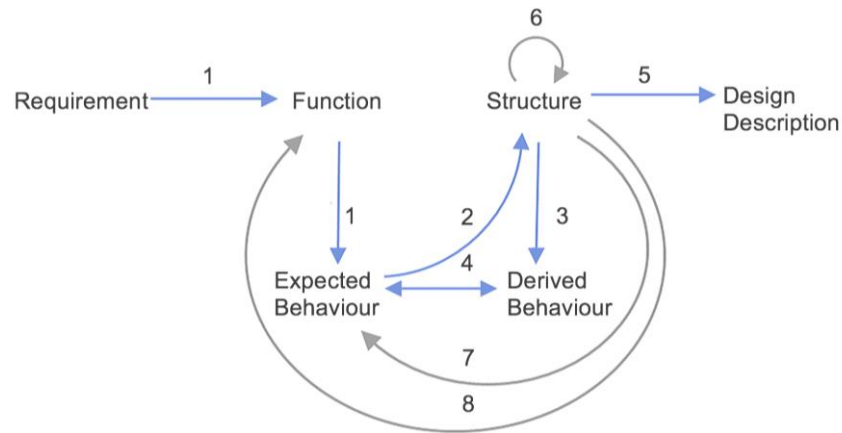 6
1
5
Requirement
Function
Structure
Design
Description
1
2
3
4
Expected
Behaviour
Derived
Behaviour
7
8